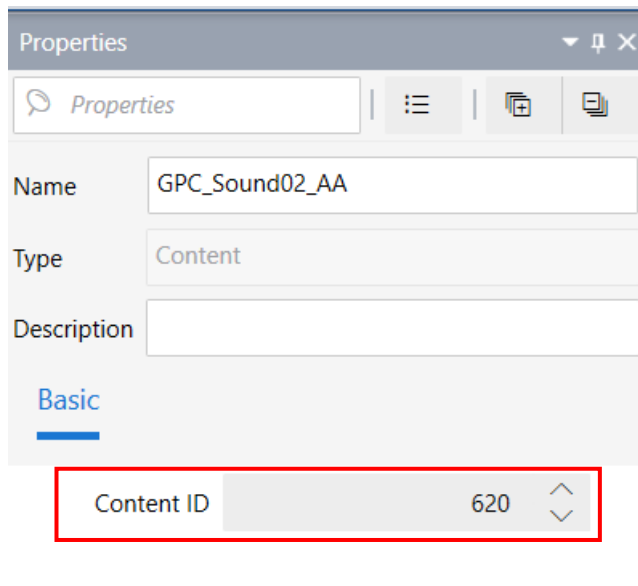 Properties
Properties
Name GPC_Sound02_AA
Type Content
Description
Basic
Content ID 620